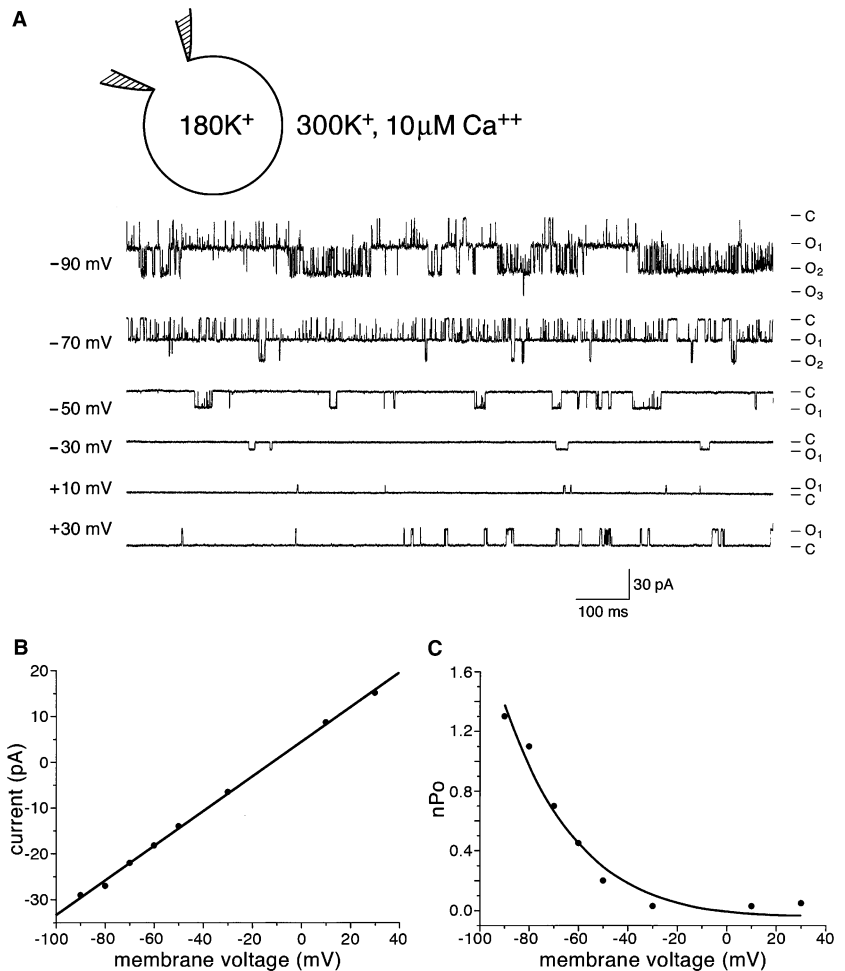 A
180K+ 300K+, 10μM Ca++
C
−90 mV
O1
O2
O3
−70 mV
C
O1
O2
−50 mV
C
O1
−30 mV
C
O1
+10 mV
O1
C
+30 mV
O1
C
30 pA
100 ms
B
20
10
0
-10
-20
-30
current (pA)
-100 -80 -60 -40 -20 0 20 40
membrane voltage (mV)
C
1.6
1.2
0.8
0.4
0.0
nPo
-100 -80 -60 -40 -20 0 20 40
membrane voltage (mV)